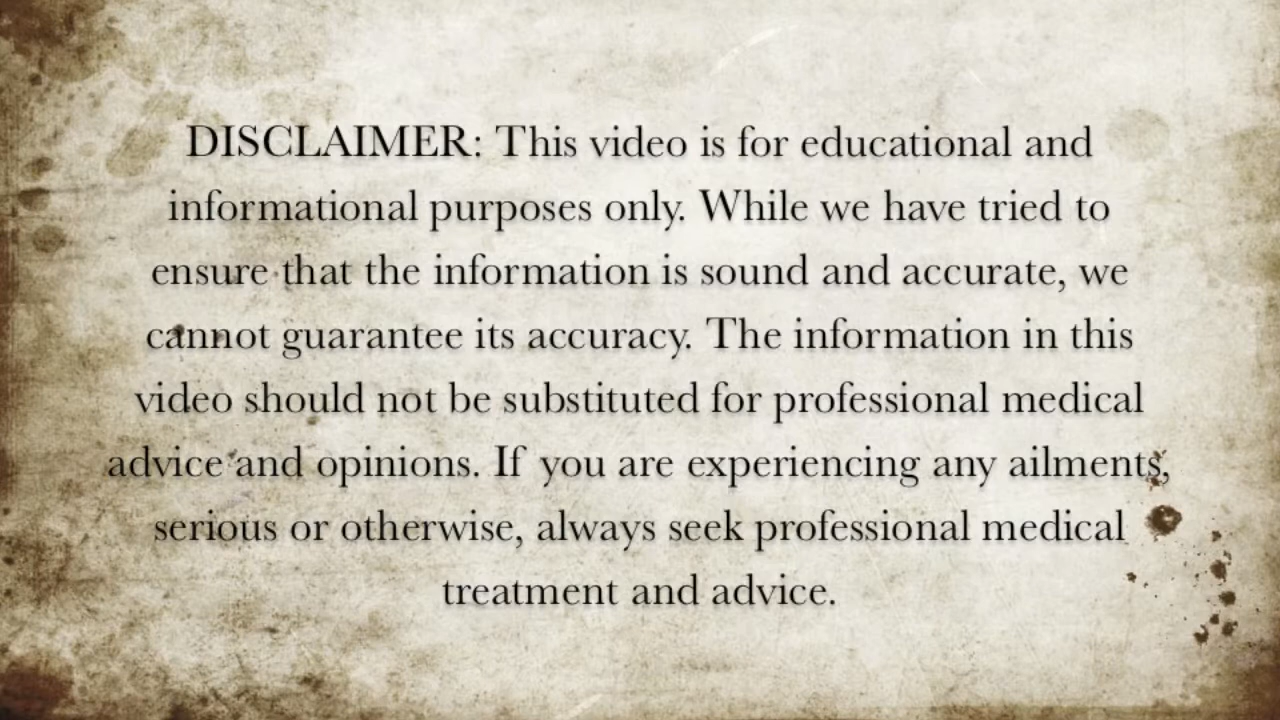 DISCLAIMER: This video is for educational and
informational purposes only. While we have tried to
ensure that the information is sound and accurate, we
cannot guarantee its accuracy. The information in this
video should not be substituted for professional medical
advice and opinions. If you are experiencing any ailments,
serious or otherwise, always seek professional medical
treatment and advice.